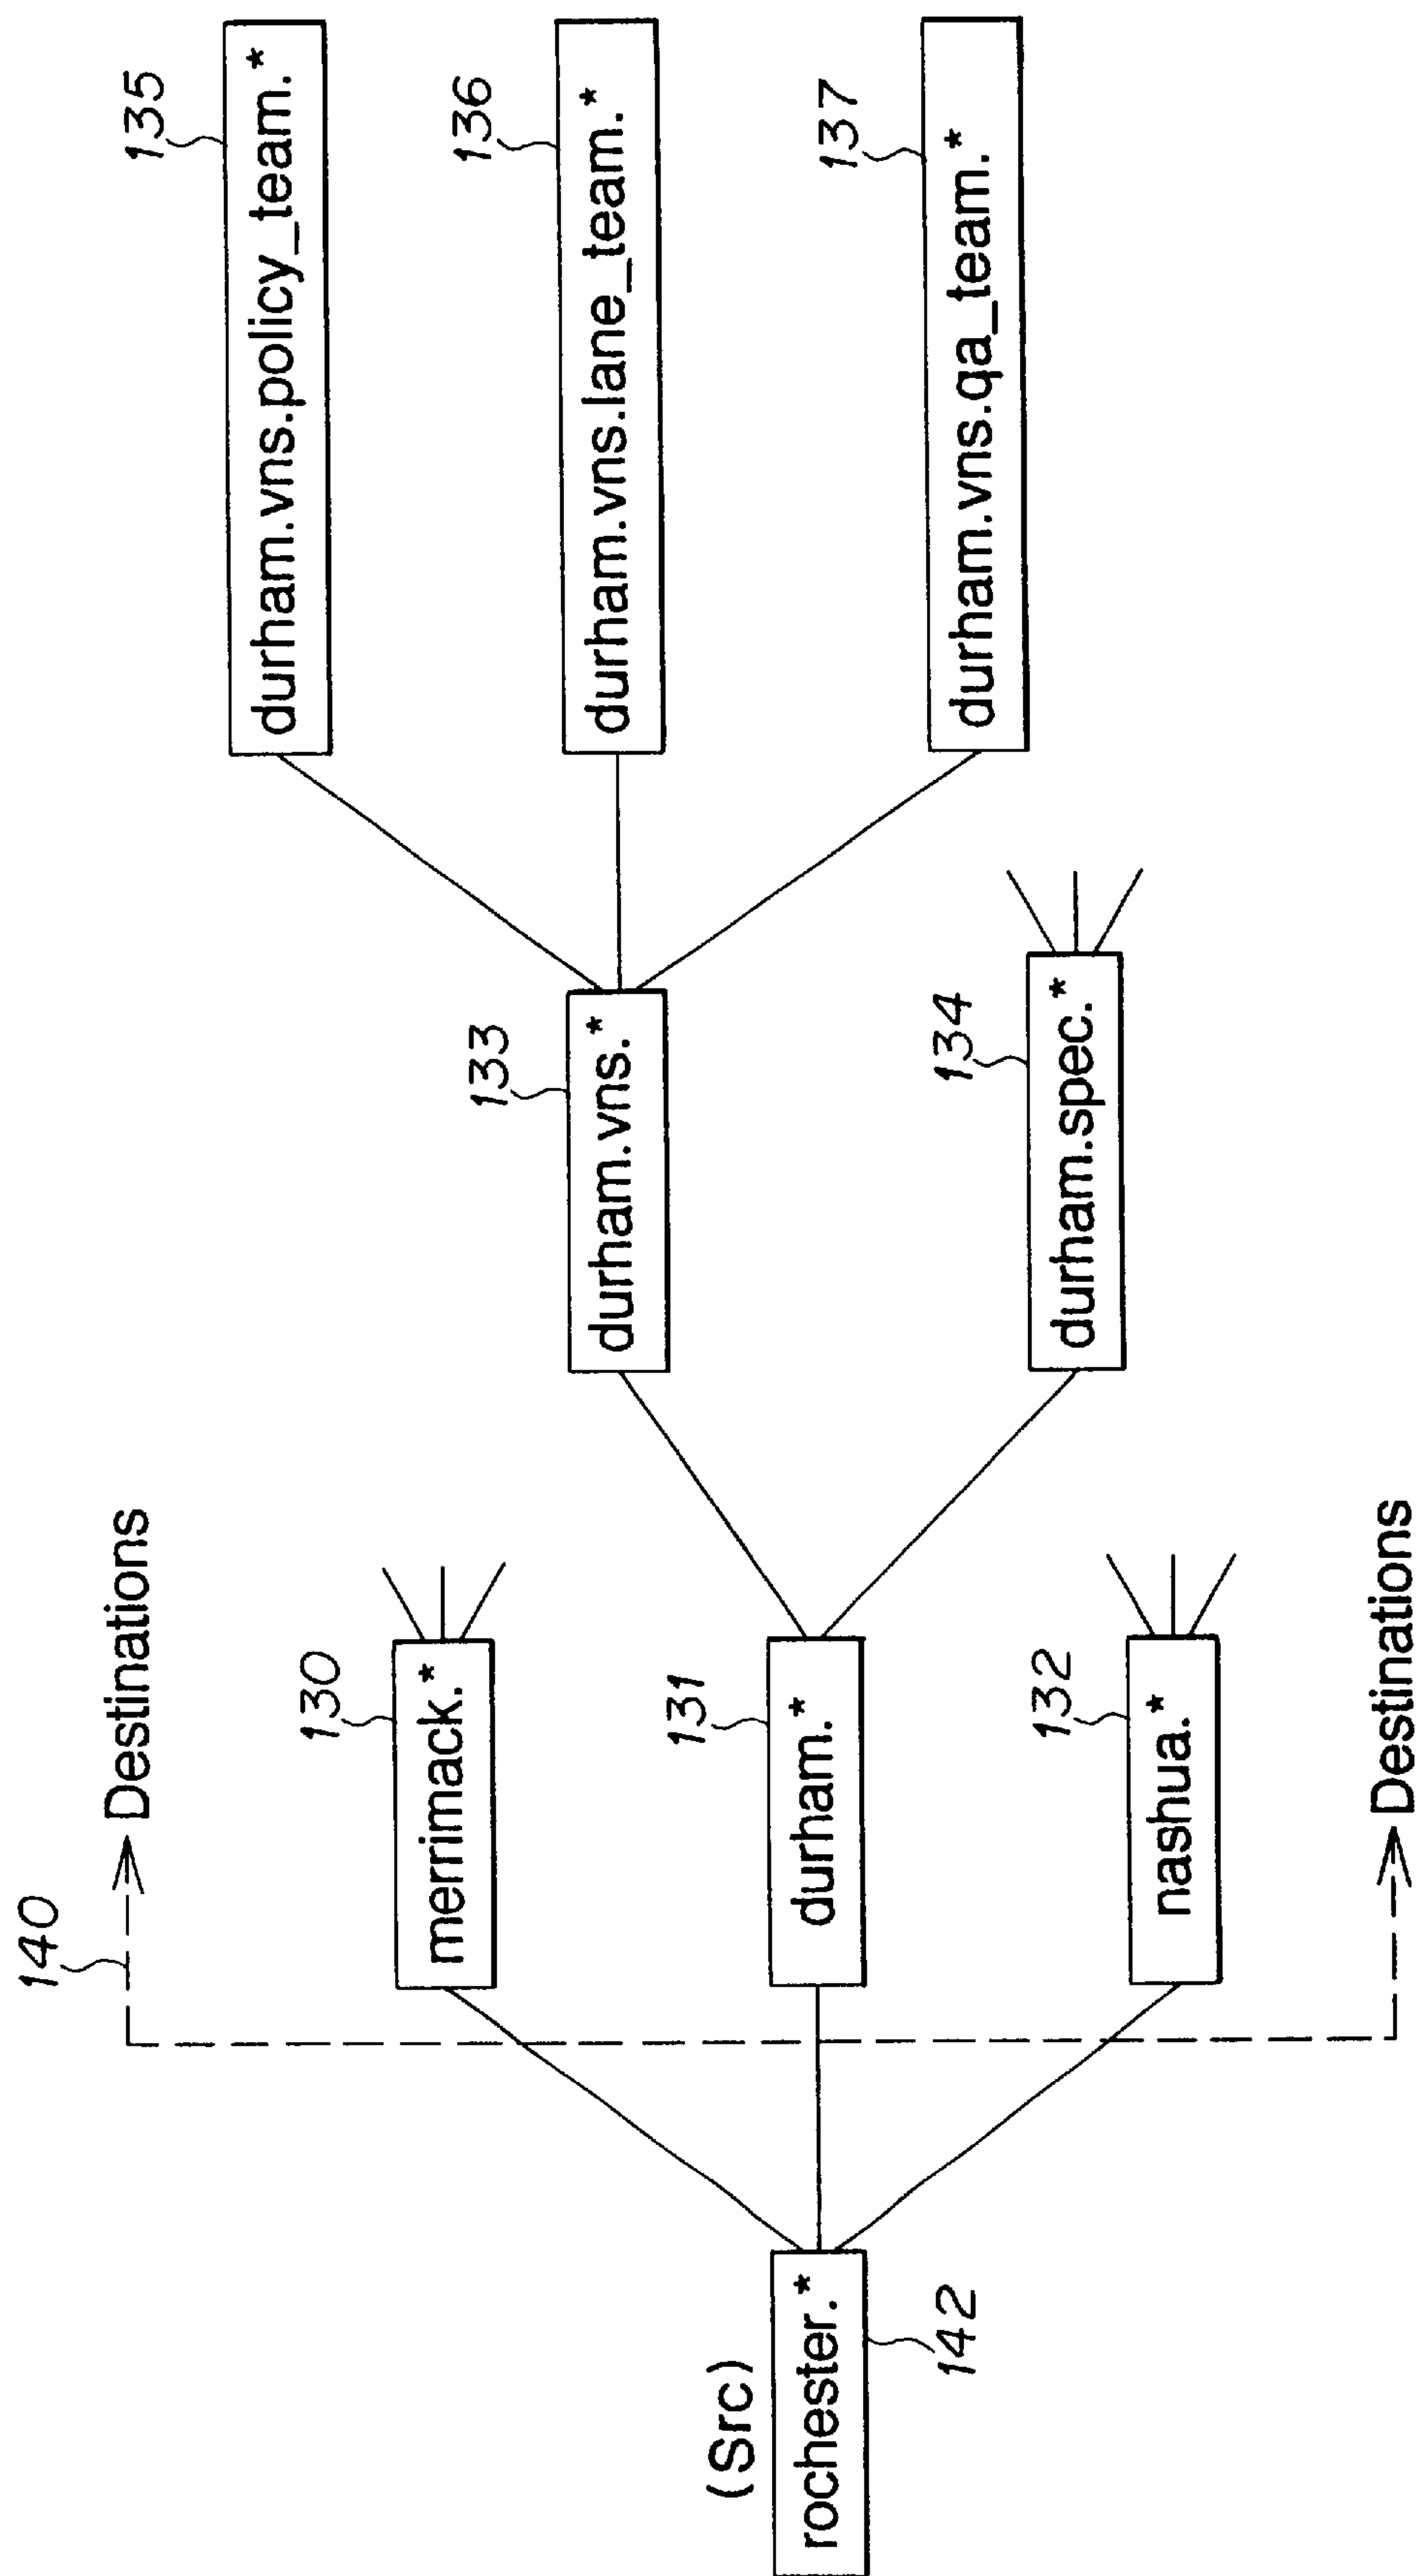 140
Destinations
130
merrimack.*
131
durham.*
132
nashua.*
Destinations
(Src)
rochester.*
142
133
durham.vns.*
134
durham.spec.*
135
durham.vns.policy_team.*
136
durham.vns.lane_team.*
137
durham.vns.qa_team.*